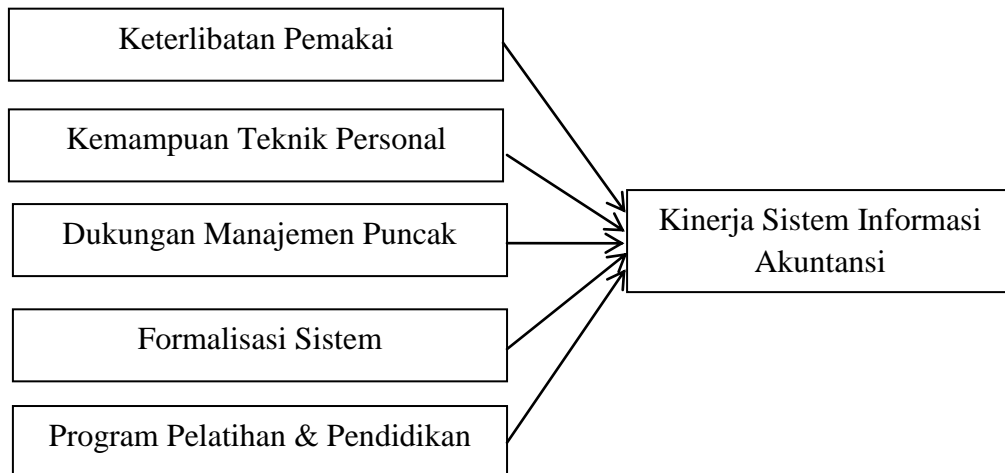 Keterlibatan Pemakai
Kemampuan Teknik Personal
Dukungan Manajemen Puncak
Formalisasi Sistem
Program Pelatihan & Pendidikan
Kinerja Sistem Informasi
Akuntansi